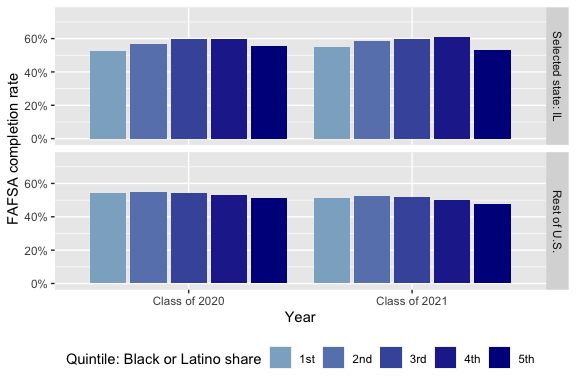 FAFSA completion rate
60%
40%
20%
0%
Selected state: IL
60%
40%
20%
0%
Rest of U.S.
Class of 2020 Class of 2021
Year
Quintile: Black or Latino share 1st 2nd 3rd 4th 5th